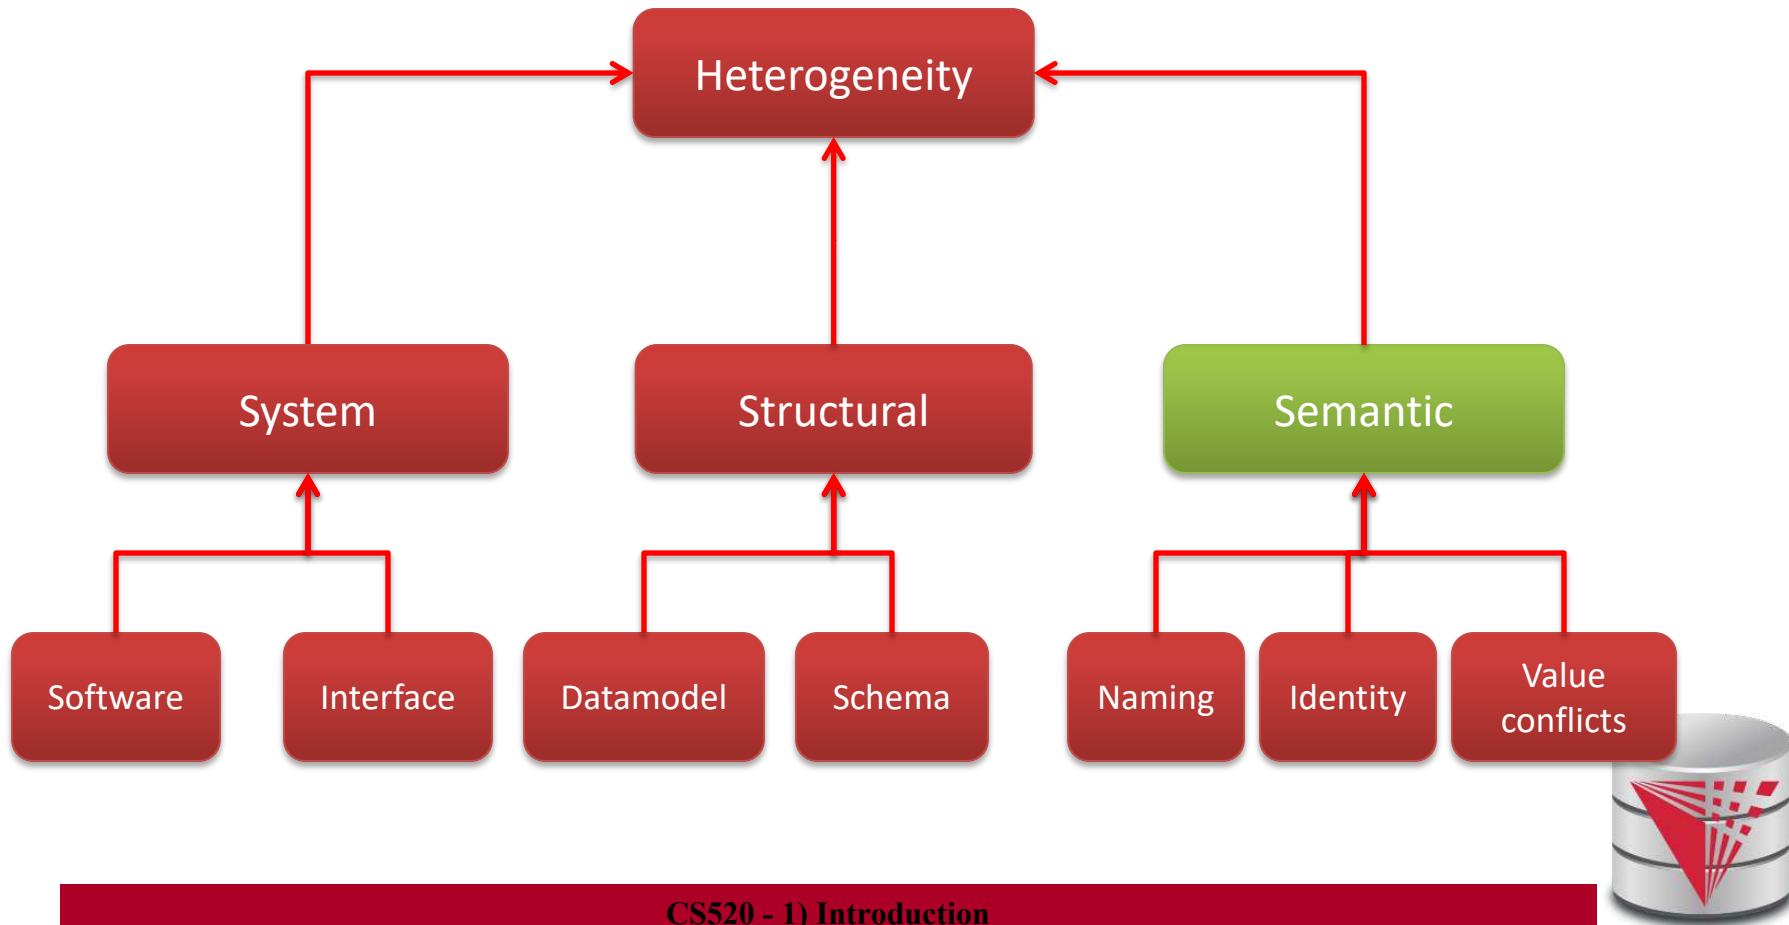 Heterogeneity
System
Structural
Semantic
Software
Interface
Datamodel
Schema
Naming
Identity
Value
conflicts
CS520 - 1) Introduction